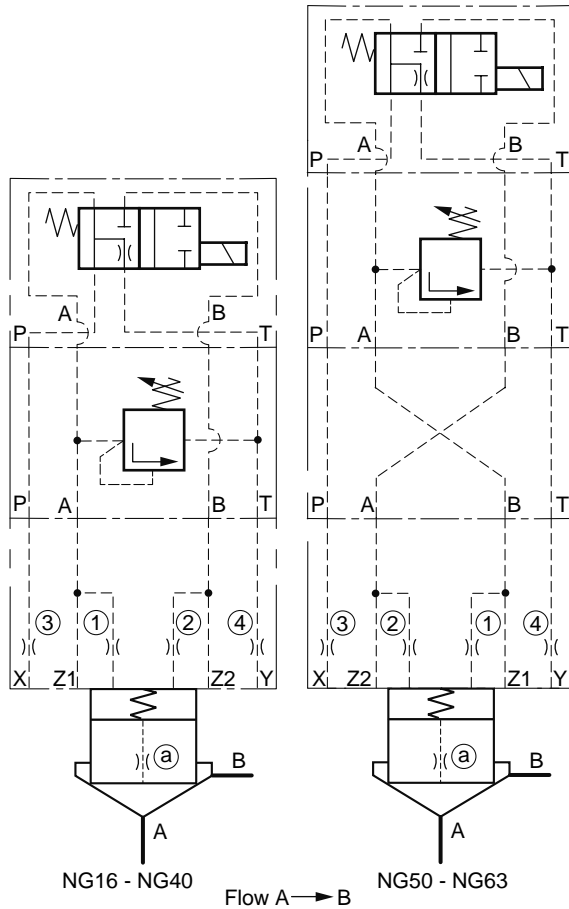 A B
P T
A B
P T
P A B T
P A B T
P A B T
③ ① ② ④
③ ② ① ④
X Z1 Z2 Y
X Z2 Z1 Y
a
B
A
a
B
A
NG16 - NG40
NG50 - NG63
Flow A → B